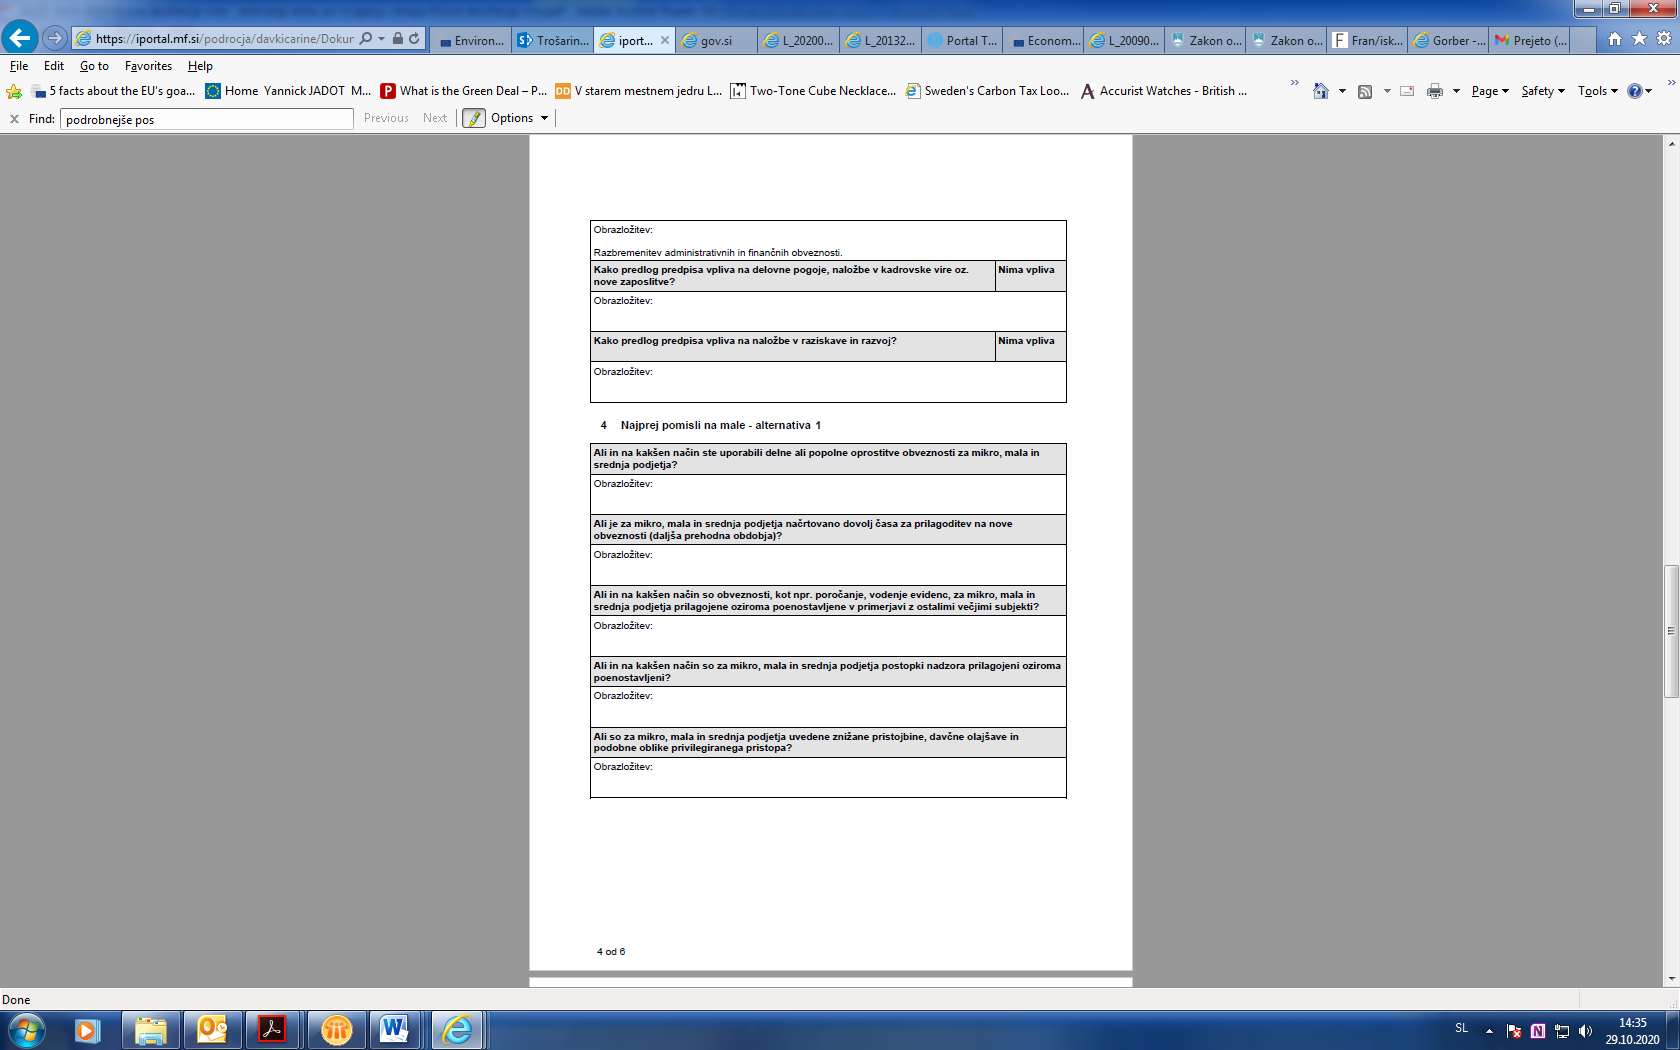 https://iportal.mf.si/podrocja/davkicarine/Dokur
Environ...
Trošarin...
iport...
gov.si
L_20200...
L_20132...
Portal T...
Econom...
L_20090...
Zakon o...
Zakon o...
Fran/isk...
Gorber -...
Prejeto (...
File Edit Go to Favorites Help
5 facts about the EU's goa...
Home Yannick JADOT M...
What is the Green Deal – P...
V starem mestnem jedru L...
Two-Tone Cube Necklace...
Sweden's Carbon Tax Loo...
Accurist Watches - British ...
Page Safety Tools
x Find: podrobnejše pos Previous Next Options
Obrazložitev:
Razbremenitev administrativnih in finančnih obveznosti.
Kako predlog predpisa vpliva na delovne pogoje, naložbe v kadrovske vire oz. nove zaposlitve?
Nima vpliva
Obrazložitev:
Kako predlog predpisa vpliva na naložbe v raziskave in razvoj?
Nima vpliva
Obrazložitev:
4 Najprej pomisli na male - alternativa 1
Ali in na kakšen način ste uporabili delne ali popolne oprostitve obveznosti za mikro, mala in
srednja podjetja?
Obrazložitev:
Ali je za mikro, mala in srednja podjetja načrtovano dovolj časa za prilagoditev na nove
obveznosti (daljša prehodna obdobja)?
Obrazložitev:
Ali in na kakšen način so obveznosti, kot npr. poročanje, vodenje evidenc, za mikro, mala in
srednja podjetja prilagojene oziroma poenostavljene v primerjavi z ostalimi večjimi subjekti?
Obrazložitev:
Ali in na kakšen način so za mikro, mala in srednja podjetja postopki nadzora prilagojeni oziroma
poenostavljeni?
Obrazložitev:
Ali so za mikro, mala in srednja podjetja uvedene znižane pristojbine, davčne olajšave in
podobne oblike privilegiranega pristopa?
Obrazložitev:
4 od 6
Done
SL
14:35
29.10.2020